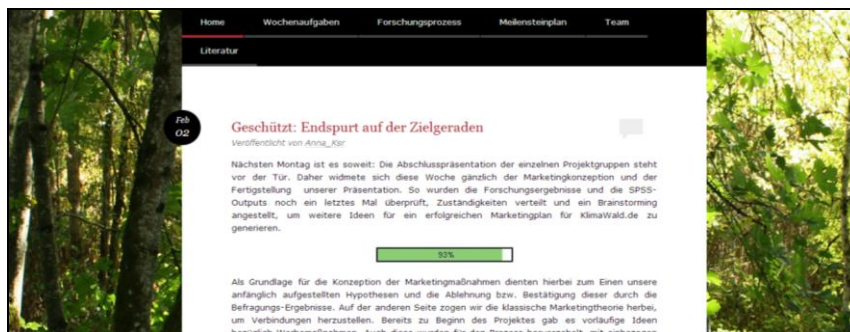 Home Wochenaufgaben Forschungsprozess Meilensteinplan Team
Literatur
Feb
02
Geschützt: Endspurt auf der Zielgeraden
Veröffentlicht von Anna_Ksr
Nächsten Montag ist es soweit: Die Abschlusspräsentation der einzelnen Projektgruppen steht
vor der Tür. Daher widmete sich diese Woche gänzlich der Marketingkonzeption und der
Fertigstellung unserer Präsentation. So wurden die Forschungsergebnisse und die SPSS-
Outputs noch ein letztes Mal überprüft, Zuständigkeiten verteilt und ein Brainstorming
angestellt, um weitere Ideen für ein erfolgreichen Marketingplan für KlimaWald.de zu
generieren.
93%
Als Grundlage für die Konzeption der Marketingmaßnahmen dienten hierbei zum Einen unsere
anfänglich aufgestellten Hypothesen und die Ablehnung bzw. Bestätigung dieser durch die
Befragungs-Ergebnisse. Auf der anderen Seite zogen wir die klassische Marketingtheorie herbei,
um Verbindungen herzustellen. Bereits zu Beginn des Projektes gab es vorläufige Ideen